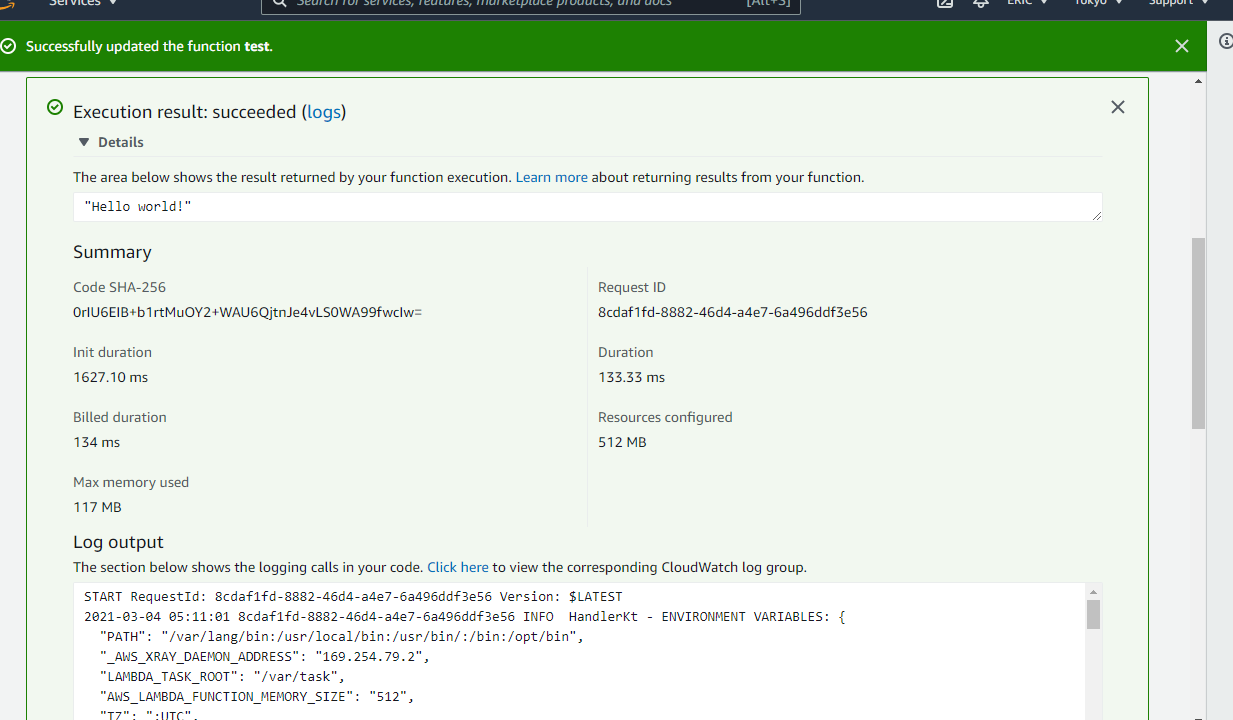 Services
Search for services, features, marketplace products, and docs [Alt+S] ERIC Tokyo Support
Successfully updated the function test.
Execution result: succeeded (logs)
Details
The area below shows the result returned by your function execution. Learn more about returning results from your function.
"Hello world!"
Summary
Code SHA-256
0rIU6EIB+b1rtMuOY2+WAU6QjtnJe4vLS0WA99fwcIw=
Request ID
8cdaf1fd-8882-46d4-a4e7-6a496ddf3e56
Init duration
1627.10 ms
Duration
133.33 ms
Billed duration
134 ms
Resources configured
512 MB
Max memory used
117 MB
Log output
The section below shows the logging calls in your code. Click here to view the corresponding CloudWatch log group.
START RequestId: 8cdaf1fd-8882-46d4-a4e7-6a496ddf3e56 Version: $LATEST
2021-03-04 05:11:01 8cdaf1fd-8882-46d4-a4e7-6a496ddf3e56 INFO  HandlerKt - ENVIRONMENT VARIABLES: {
"PATH": "/var/lang/bin:/usr/local/bin:/usr/bin/:/bin:/opt/bin",
"_AWS_XRAY_DAEMON_ADDRESS": "169.254.79.2",
"LAMBDA_TASK_ROOT": "/var/task",
"AWS_LAMBDA_FUNCTION_MEMORY_SIZE": "512",
"TZ": ":UTC",